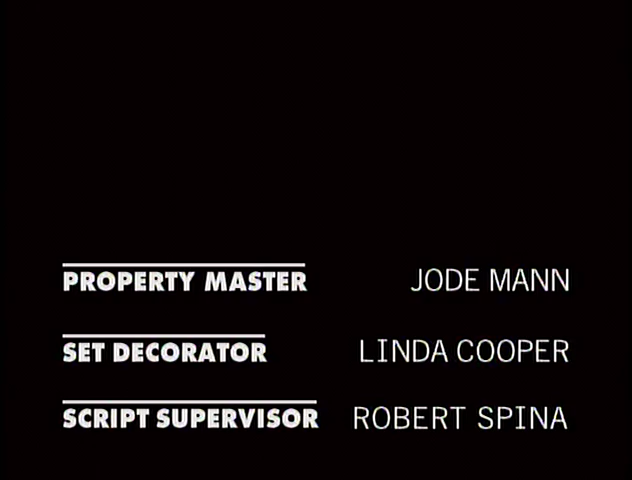 PROPERTY MASTER JODE MANN
SET DECORATOR LINDA COOPER
SCRIPT SUPERVISOR ROBERT SPINA